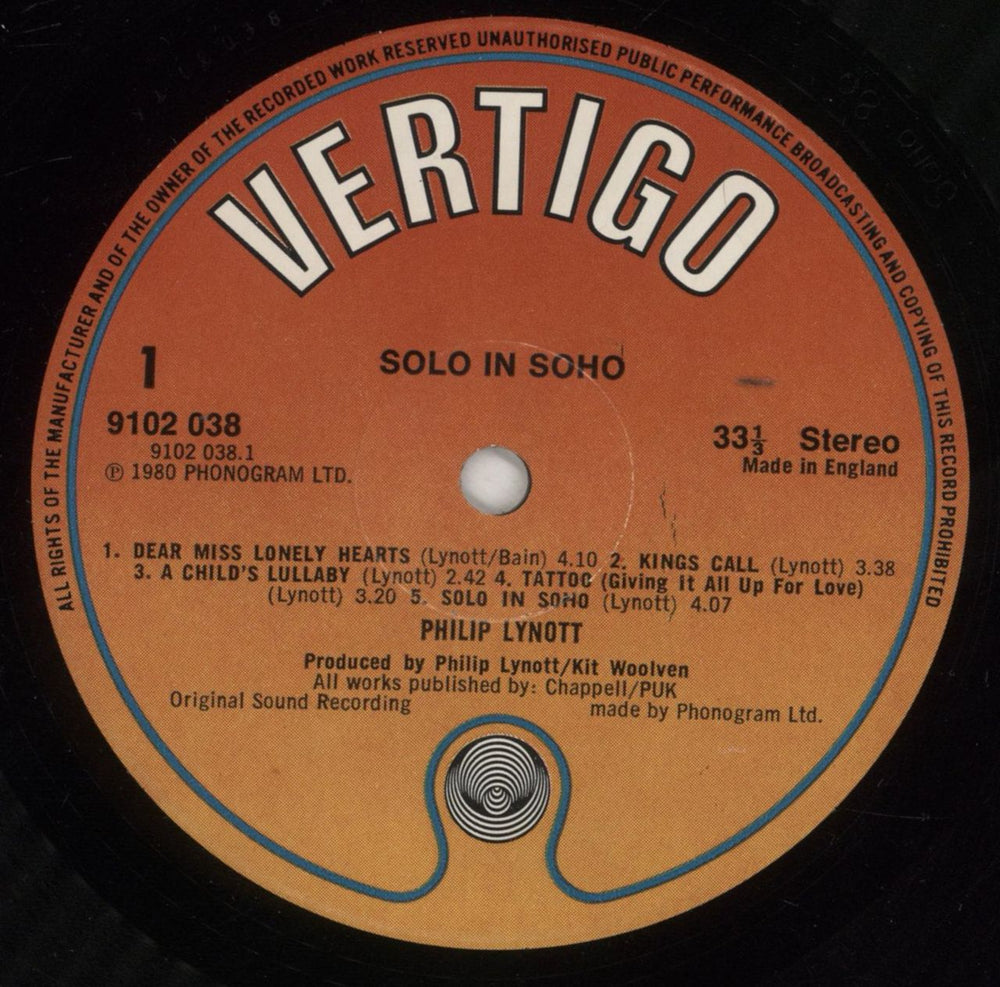 ALL RIGHTS OF THE MANUFACTURER AND OF THE OWNER OF THE RECORDED WORK RESERVED UNAUTHORISED PUBLIC PERFORMANCE BROADCASTING AND COPYING OF THIS RECORD PROHIBITED
VERTIGO
SOLO IN SOHO
1
9102 038
9102 038.1
℗ 1980 PHONOGRAM LTD.
33⅓ Stereo
Made in England
1. DEAR MISS LONELY HEARTS (Lynott/Bain) 4.10 2. KINGS CALL (Lynott) 3.38
3. A CHILD'S LULLABY (Lynott) 2.42 4. TATTOO (Giving it All Up For Love)
(Lynott) 3.20 5. SOLO IN SOHO (Lynott) 4.07
PHILIP LYNOTT
Produced by Philip Lynott/Kit Woolven
All works published by: Chappell/PUK
Original Sound Recording made by Phonogram Ltd.